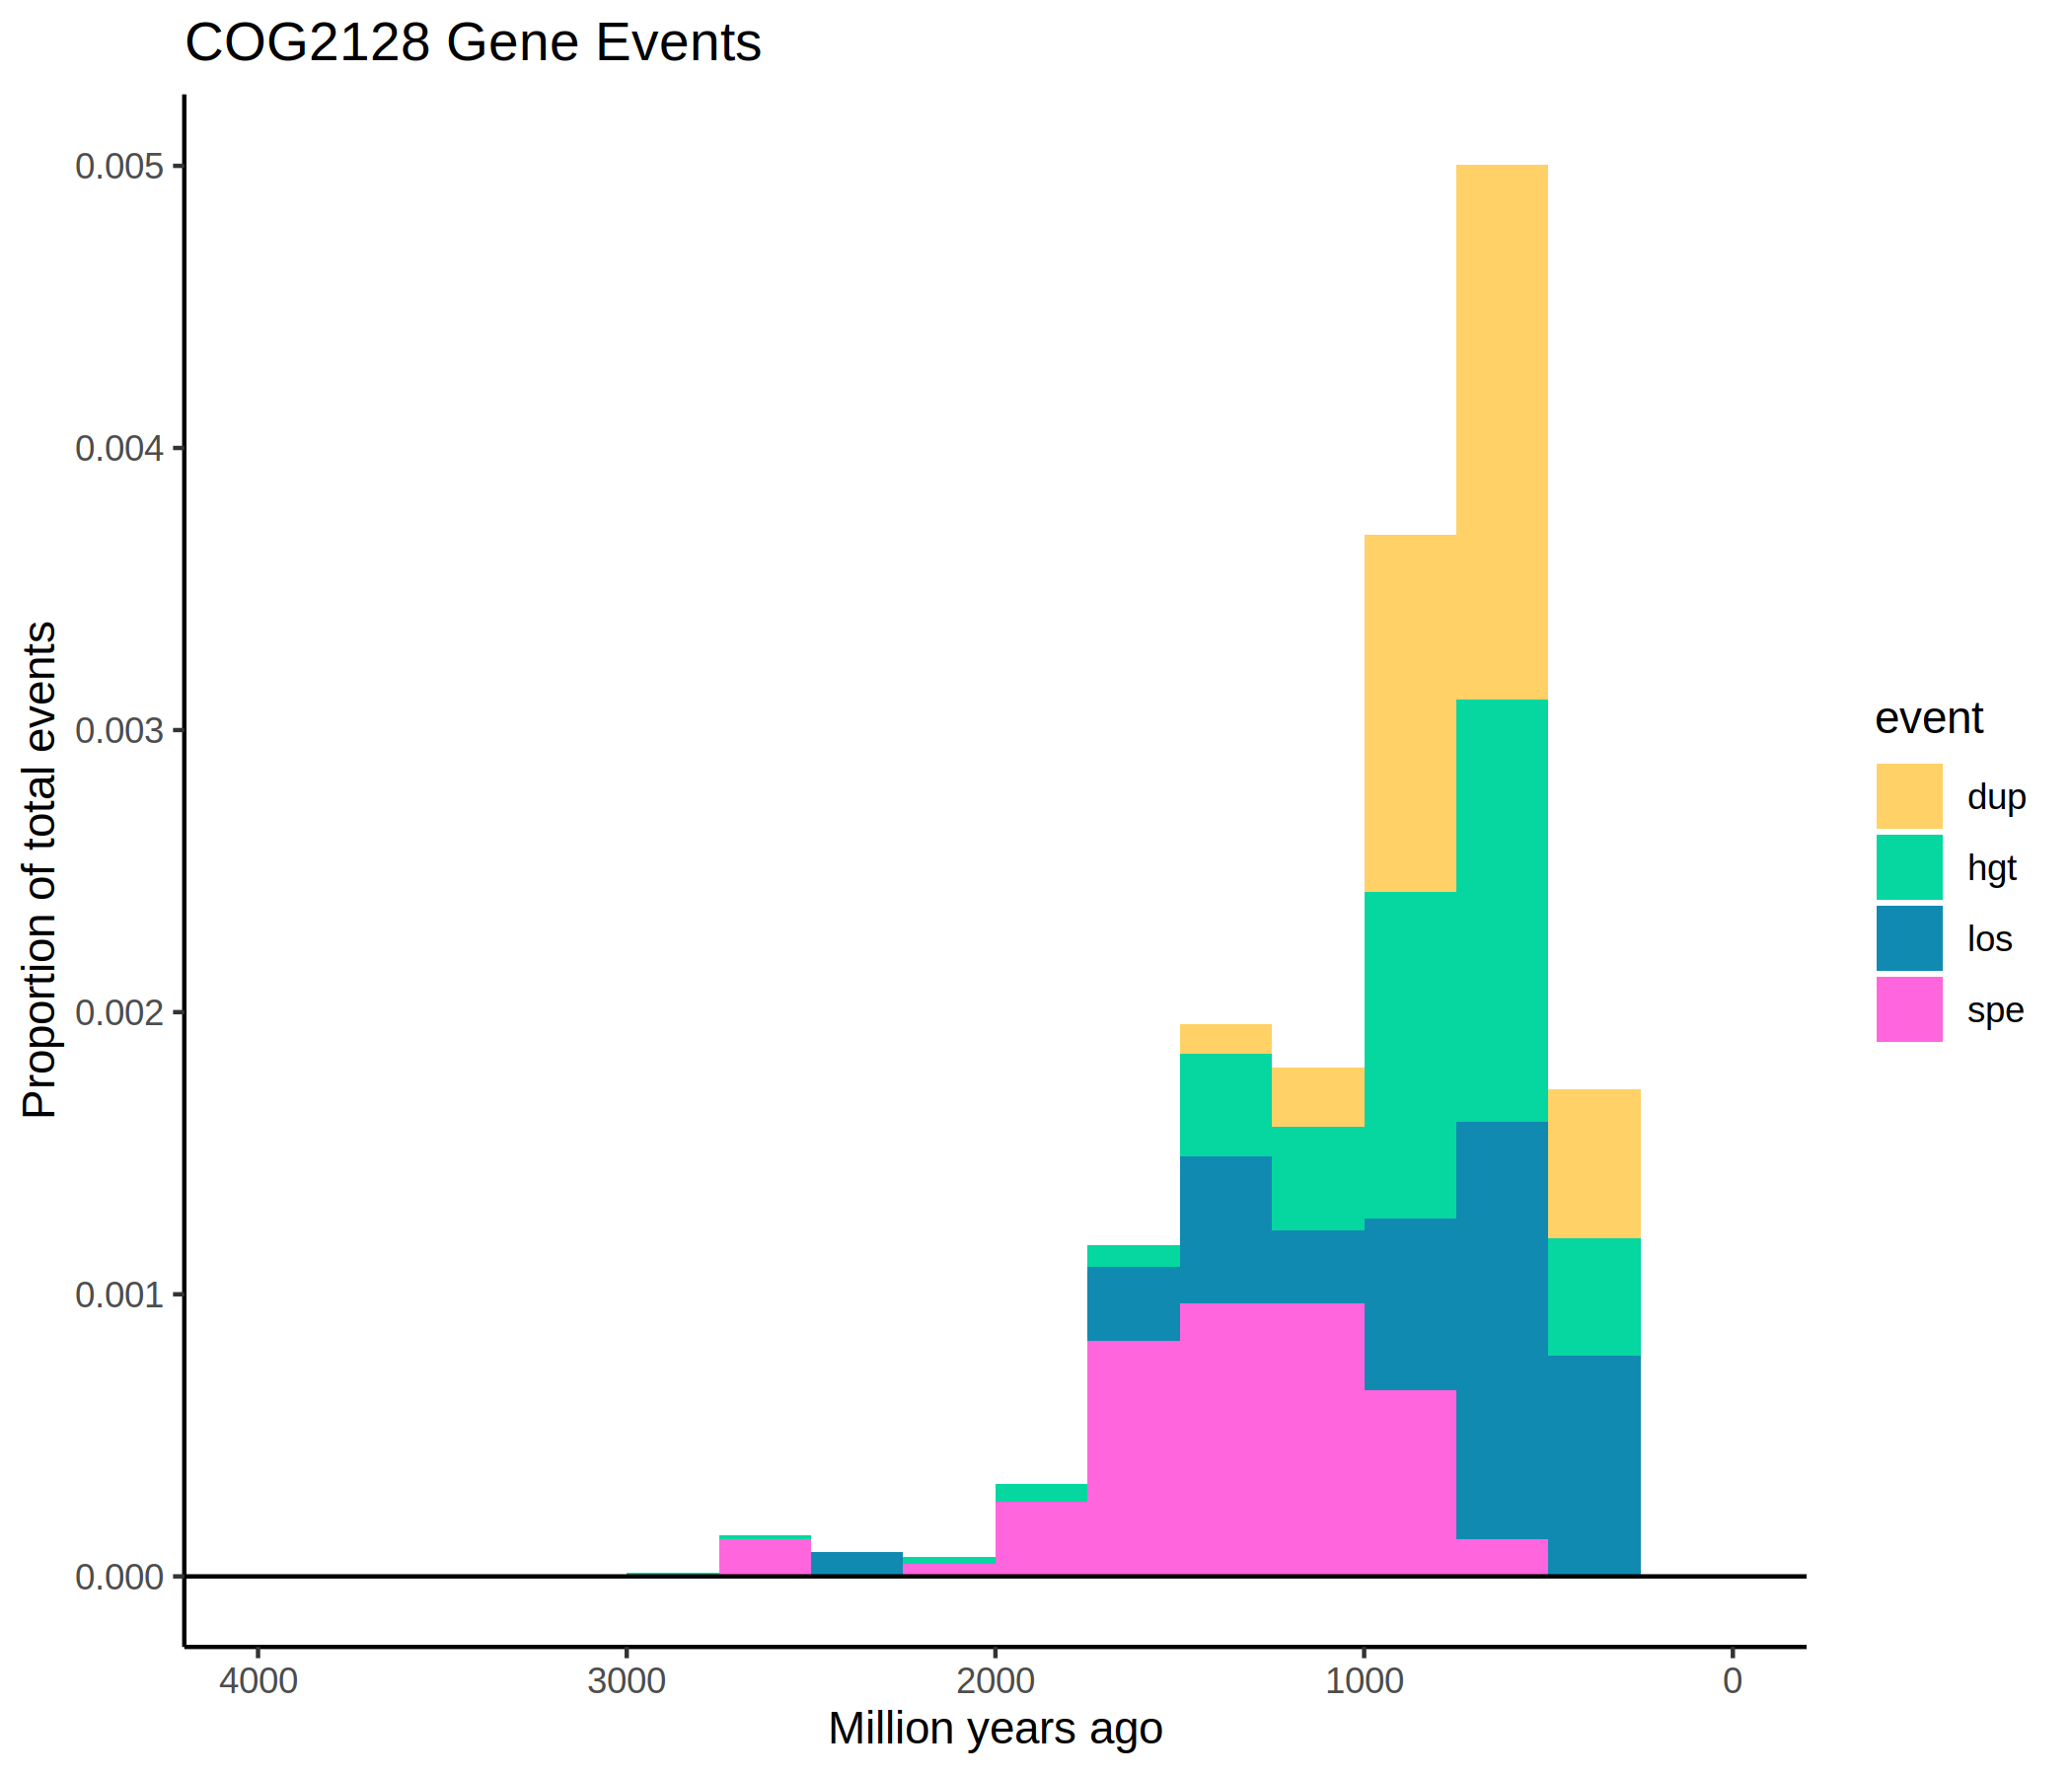 COG2128 Gene Events
Proportion of total events
0.005
0.004
0.003
0.002
0.001
0.000
4000 3000 2000 1000 0
Million years ago
event
dup
hgt
los
spe